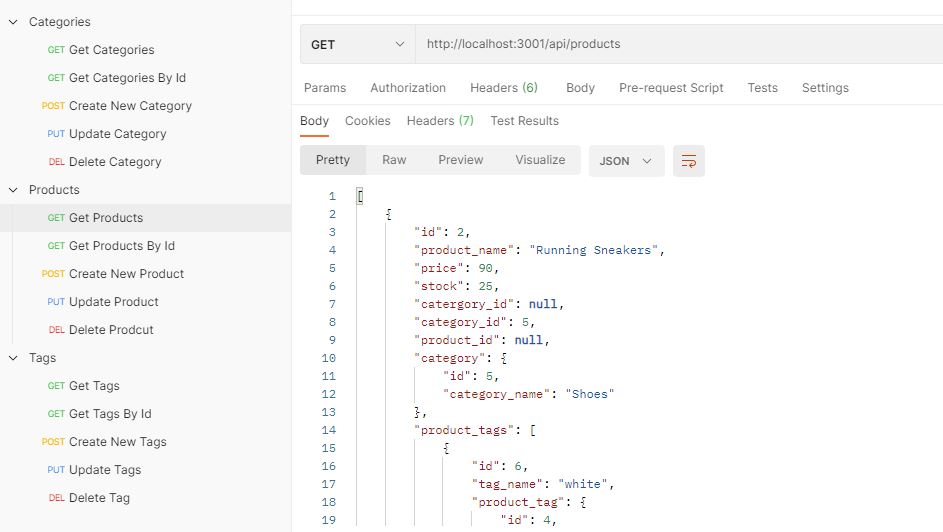 Categories
GET Get Categories
GET Get Categories By Id
POST Create New Category
PUT Update Category
DEL Delete Category
Products
GET Get Products
GET Get Products By Id
POST Create New Product
PUT Update Product
DEL Delete Prodcut
Tags
GET Get Tags
GET Get Tags By Id
POST Create New Tags
PUT Update Tags
DEL Delete Tag
GET http://localhost:3001/api/products
Params Authorization Headers (6) Body Pre-request Script Tests Settings
Body Cookies Headers (7) Test Results
Pretty Raw Preview Visualize JSON
1 [
2 {
3 "id": 2,
4 "product_name": "Running Sneakers",
5 "price": 90,
6 "stock": 25,
7 "catergory_id": null,
8 "category_id": 5,
9 "product_id": null,
10 "category": {
11 "id": 5,
12 "category_name": "Shoes"
13 },
14 "product_tags": [
15 {
16 "id": 6,
17 "tag_name": "white",
18 "product_tag": {
19 "id": 4,